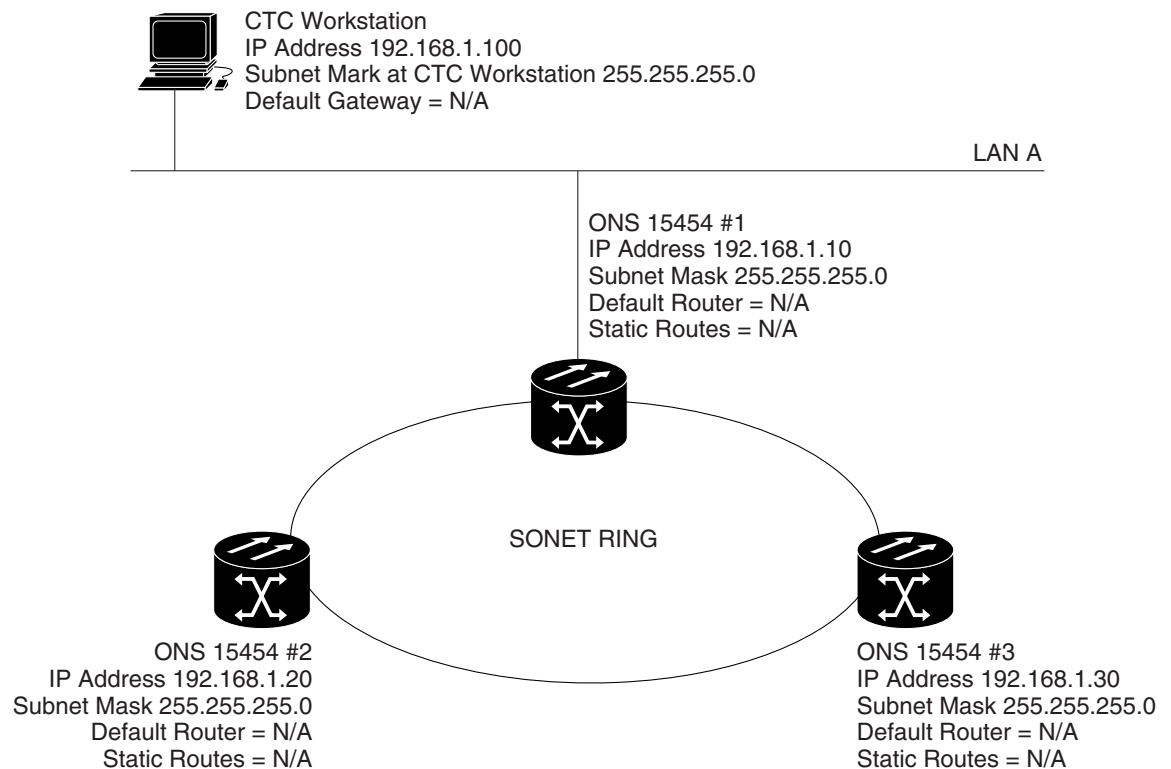 CTC Workstation
IP Address 192.168.1.100
Subnet Mark at CTC Workstation 255.255.255.0
Default Gateway = N/A
LAN A
ONS 15454 #1
IP Address 192.168.1.10
Subnet Mask 255.255.255.0
Default Router = N/A
Static Routes = N/A
SONET RING
ONS 15454 #2
IP Address 192.168.1.20
Subnet Mask 255.255.255.0
Default Router = N/A
Static Routes = N/A
ONS 15454 #3
IP Address 192.168.1.30
Subnet Mask 255.255.255.0
Default Router = N/A
Static Routes = N/A